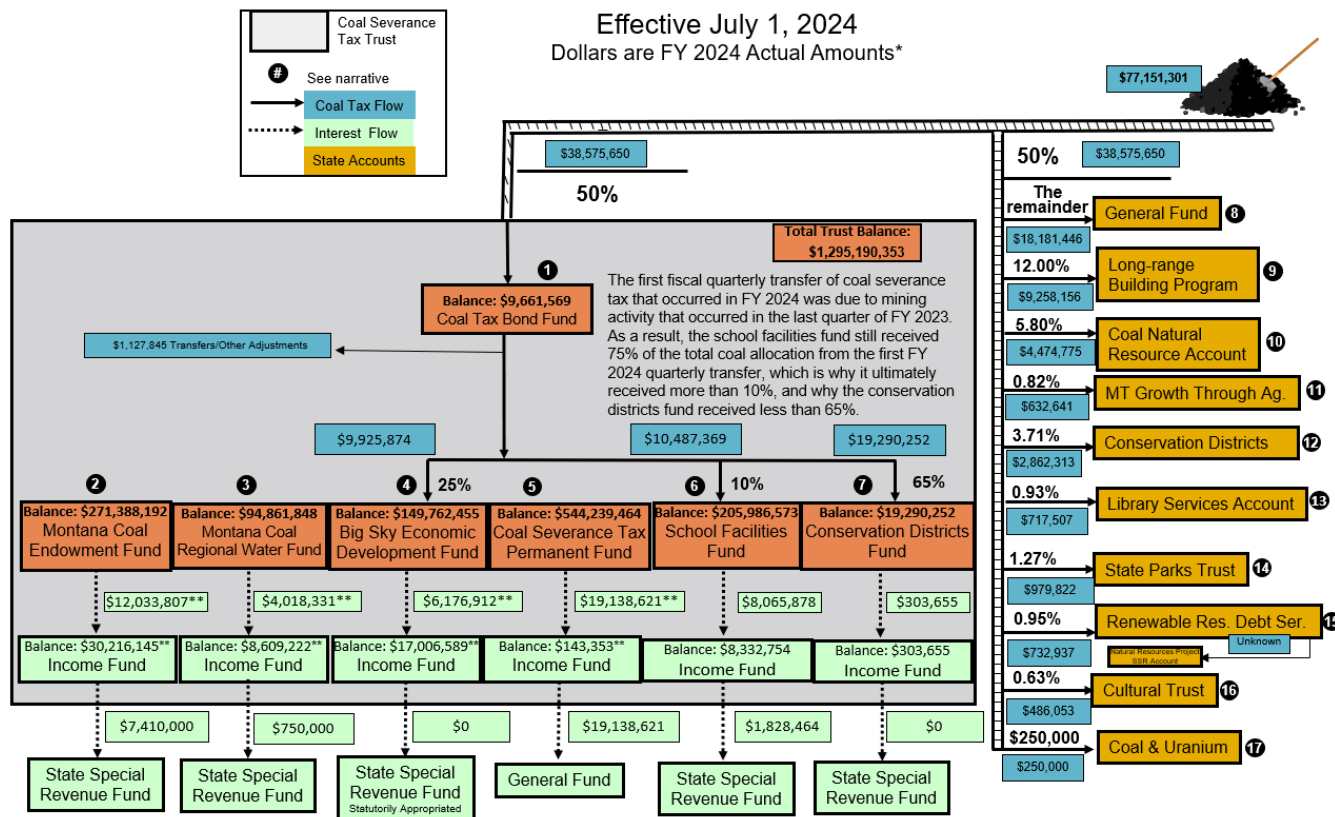 Coal Severance
Tax Trust
#
See narrative
Coal Tax Flow
Interest Flow
State Accounts
Effective July 1, 2024
Dollars are FY 2024 Actual Amounts*
$77,151,301
$38,575,650
50%
50%
$38,575,650
Total Trust Balance:
$1,295,190,353
1
Balance: $9,661,569
Coal Tax Bond Fund
$1,127,845 Transfers/Other Adjustments
The first fiscal quarterly transfer of coal severance
tax that occurred in FY 2024 was due to mining
activity that occurred in the last quarter of FY 2023.
As a result, the school facilities fund still received
75% of the total coal allocation from the first FY
2024 quarterly transfer, which is why it ultimately
received more than 10%, and why the conservation
districts fund received less than 65%.
$9,925,874
$10,487,369
$19,290,252
2
3
4
25%
5
6
10%
7
65%
Balance: $271,388,192
Montana Coal
Endowment Fund
Balance: $94,861,848
Montana Coal
Regional Water Fund
Balance: $149,762,455
Big Sky Economic
Development Fund
Balance: $544,239,464
Coal Severance Tax
Permanent Fund
Balance: $205,986,573
School Facilities
Fund
Balance: $19,290,252
Conservation Districts
Fund
$12,033,807**
$4,018,331**
$6,176,912**
$19,138,621**
$8,065,878
$303,655
Balance: $30,216,145**
Income Fund
Balance: $8,609,222**
Income Fund
Balance: $17,006,589**
Income Fund
Balance: $143,353**
Income Fund
Balance: $8,332,754
Income Fund
Balance: $303,655
Income Fund
$7,410,000
$750,000
$0
$19,138,621
$1,828,464
$0
State Special
Revenue Fund
State Special
Revenue Fund
State Special
Revenue Fund
Statutorily Appropriated
General Fund
State Special
Revenue Fund
State Special
Revenue Fund
The
remainder
General Fund
8
$18,181,446
12.00%
Long-range
Building Program
9
$9,258,156
5.80%
Coal Natural
Resource Account
10
$4,474,775
0.82%
MT Growth Through Ag.
11
$632,641
3.71%
Conservation Districts
12
$2,862,313
0.93%
Library Services Account
13
$717,507
1.27%
State Parks Trust
14
$979,822
0.95%
Renewable Res. Debt Ser.
15
$732,937
Unknown
Natural Resources Project
SSR Account
0.63%
Cultural Trust
16
$486,053
$250,000
Coal & Uranium
17
$250,000